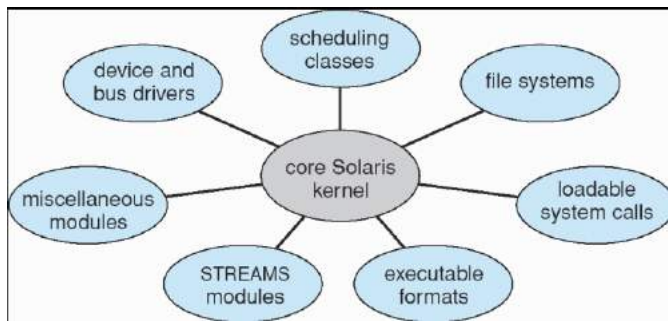 scheduling
classes
device and
bus drivers
file systems
core Solaris
kernel
miscellaneous
modules
loadable
system calls
STREAMS
modules
executable
formats